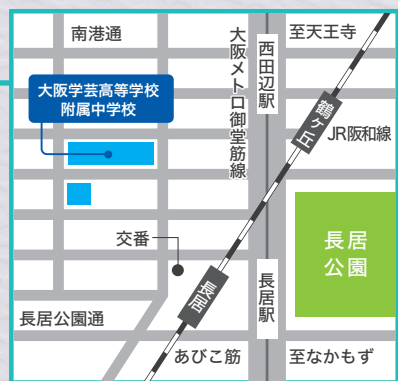 南港通
大阪メトロ御堂筋線
西田辺駅
至天王寺
大阪学芸高等学校
附属中学校
鶴ヶ丘
JR阪和線
長居
公園
交番
長居
長居駅
長居公園通
あびこ筋
至なかもず